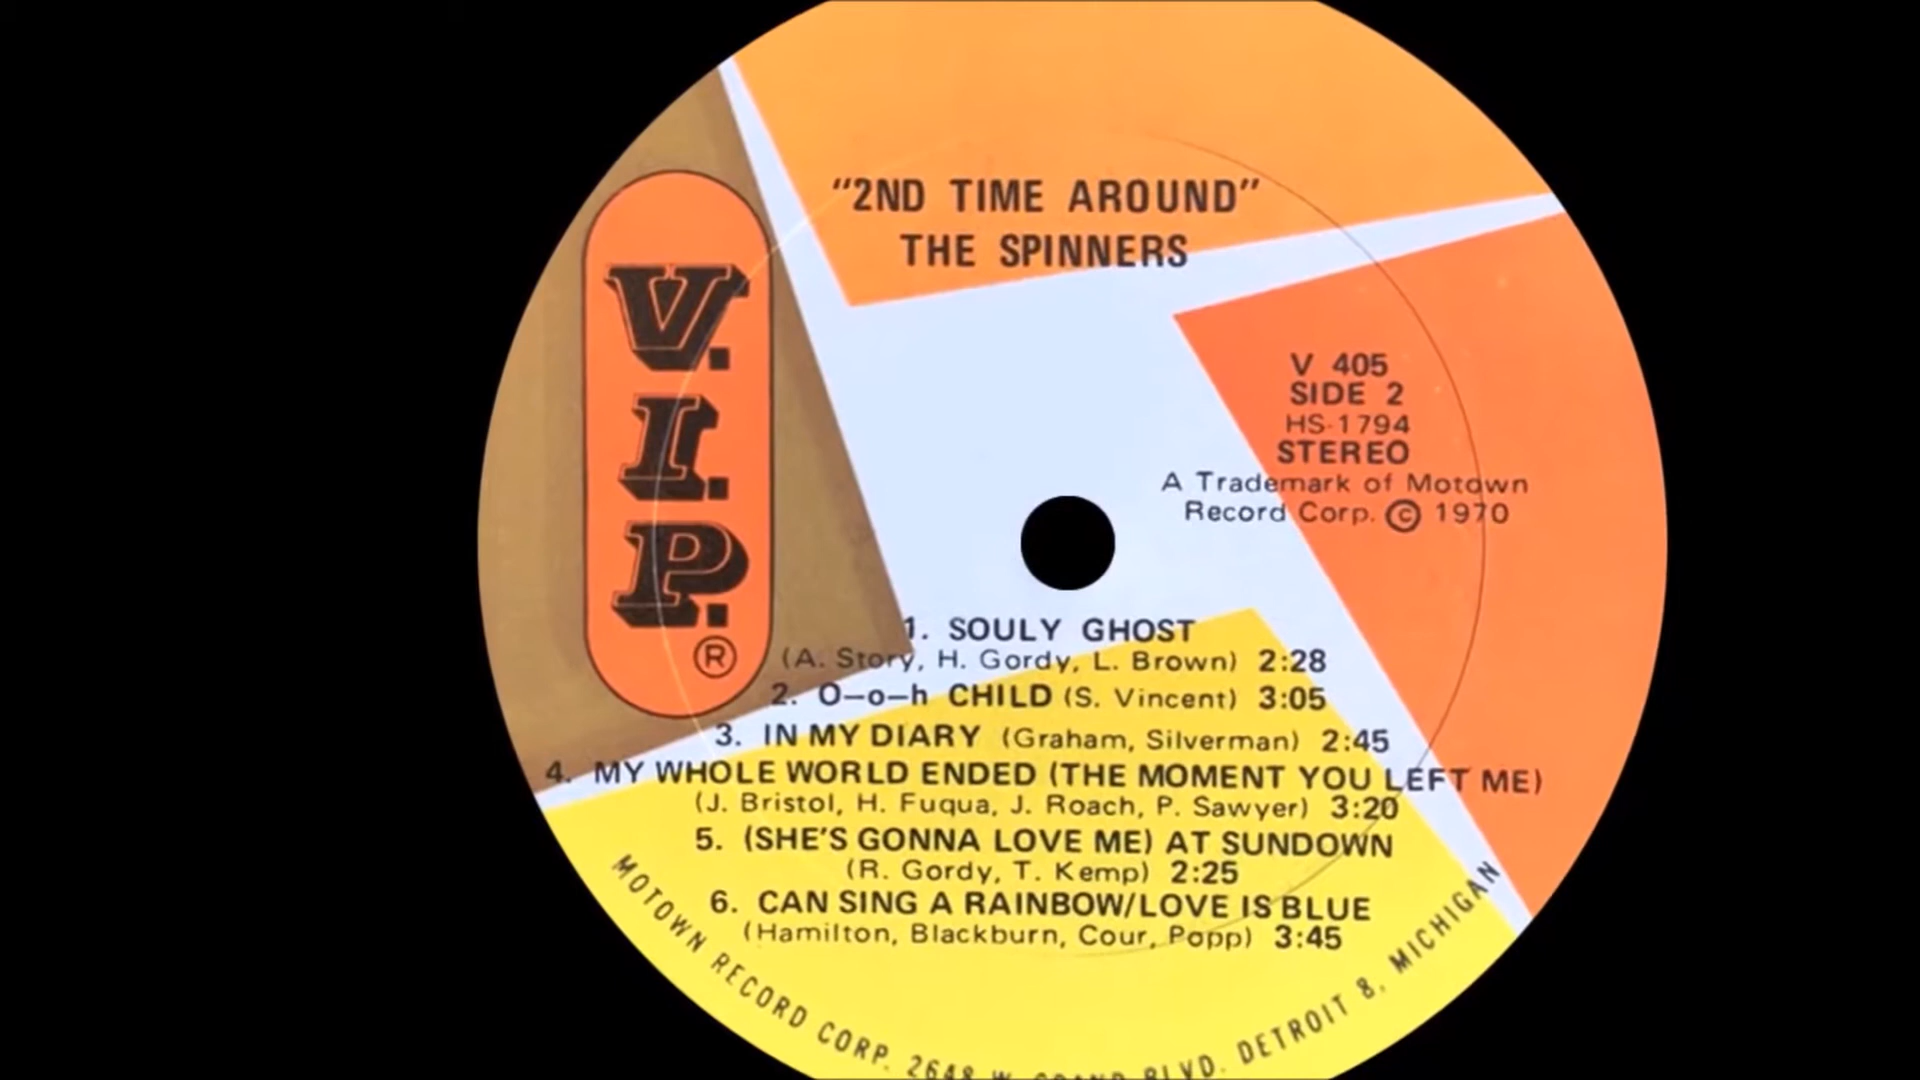 "2ND TIME AROUND"
THE SPINNERS
V.I.P.
®
V 405
SIDE 2
HS-1794
STEREO
A Trademark of Motown
Record Corp. © 1970
1. SOULY GHOST
(A. Story, H. Gordy, L. Brown) 2:28
2. O—o—h CHILD (S. Vincent) 3:05
3. IN MY DIARY (Graham, Silverman) 2:45
4. MY WHOLE WORLD ENDED (THE MOMENT YOU LEFT ME)
(J. Bristol, H. Fuqua, J. Roach, P. Sawyer) 3:20
5. (SHE'S GONNA LOVE ME) AT SUNDOWN
(R. Gordy, T. Kemp) 2:25
6. CAN SING A RAINBOW/LOVE IS BLUE
(Hamilton, Blackburn, Cour, Popp) 3:45
MOTOWN RECORD CORP. 2648 W. GRAND BLVD. DETROIT 8, MICHIGAN